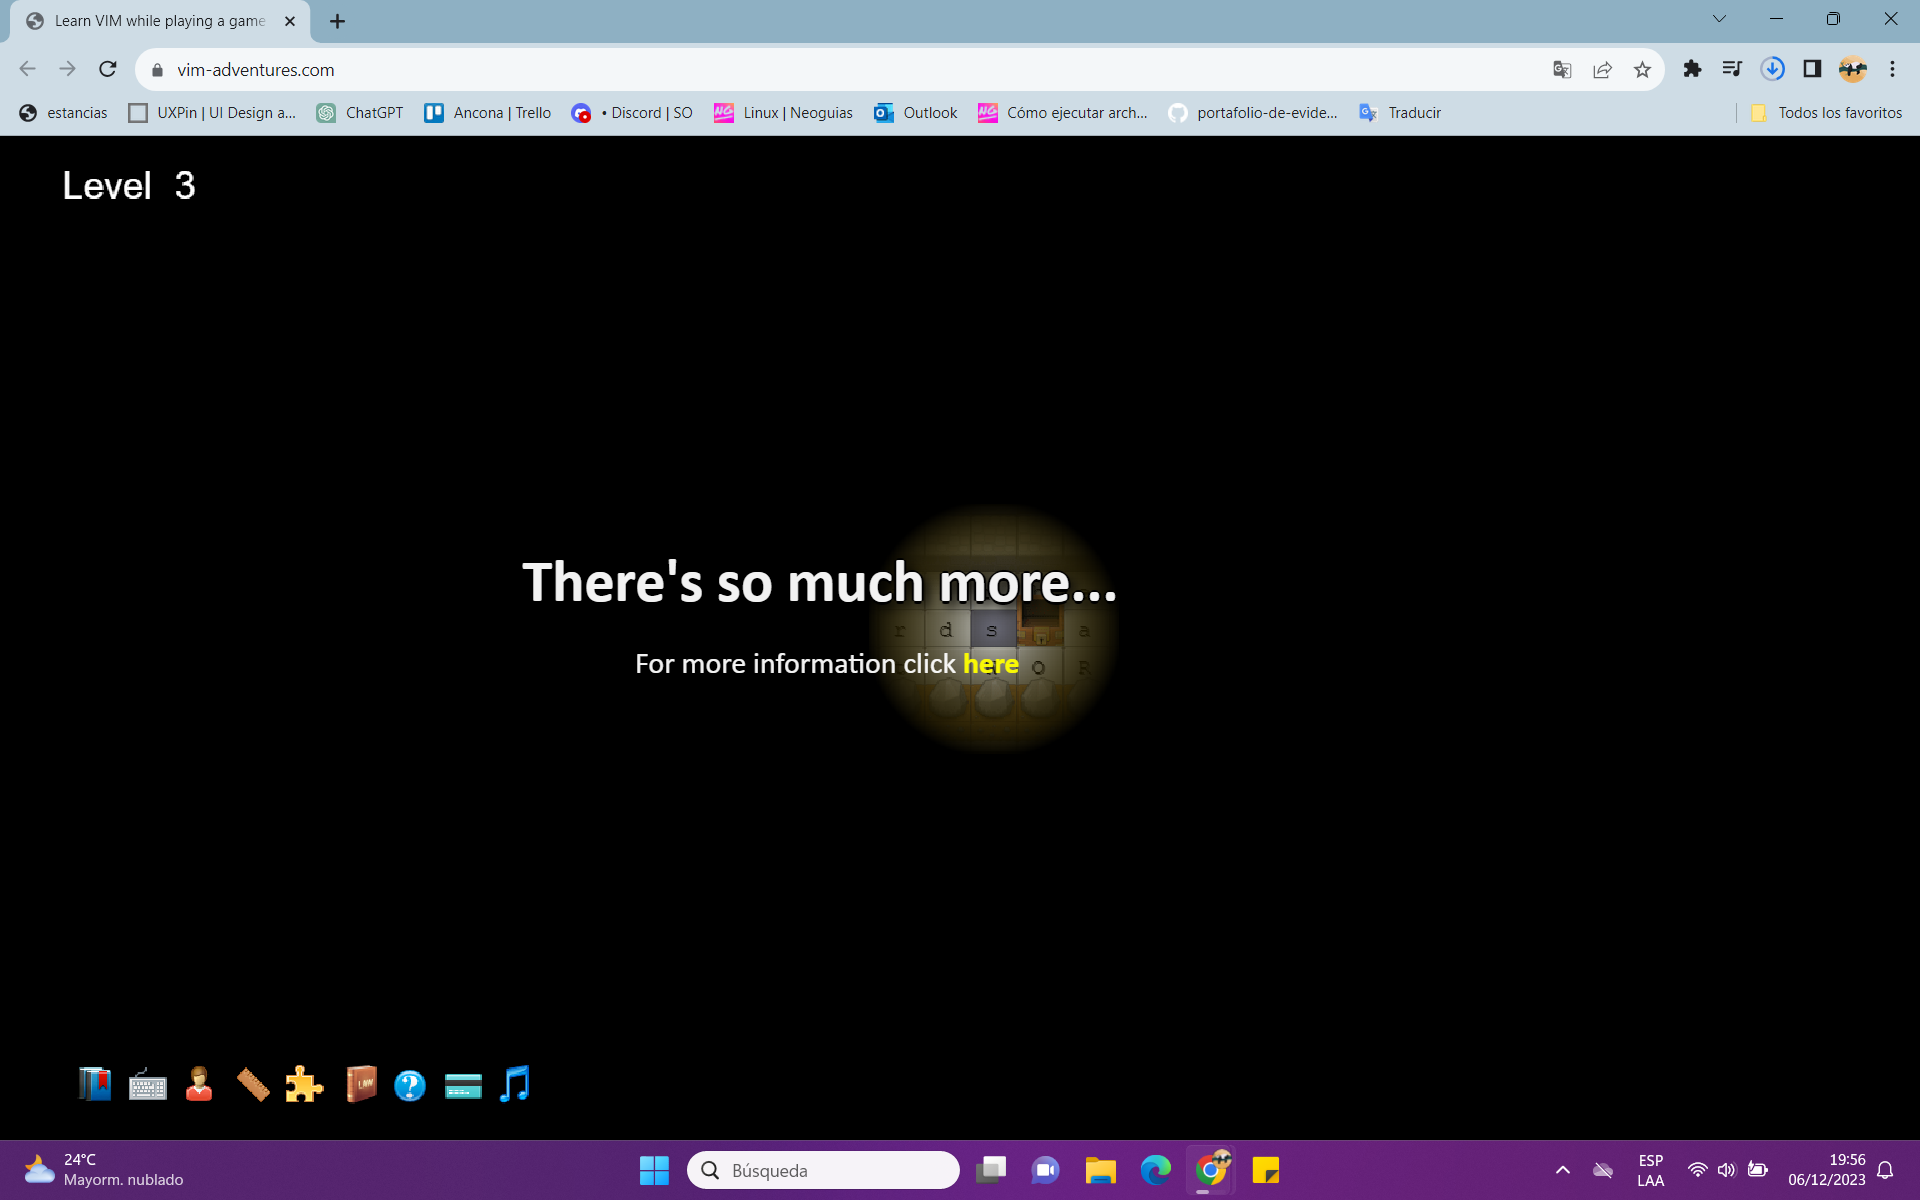 Learn VIM while playing a game
vim-adventures.com
estancias UXPin | UI Design a... ChatGPT Ancona | Trello • Discord | SO Linux | Neoguias Outlook Cómo ejecutar arch... portafolio-de-evide... Traducir Todos los favoritos
Level 3
There's so much more...
r d s a
For more information click here
O R
LAW
24°C
Mayorm. nublado
Búsqueda
ESP
LAA
19:56
06/12/2023